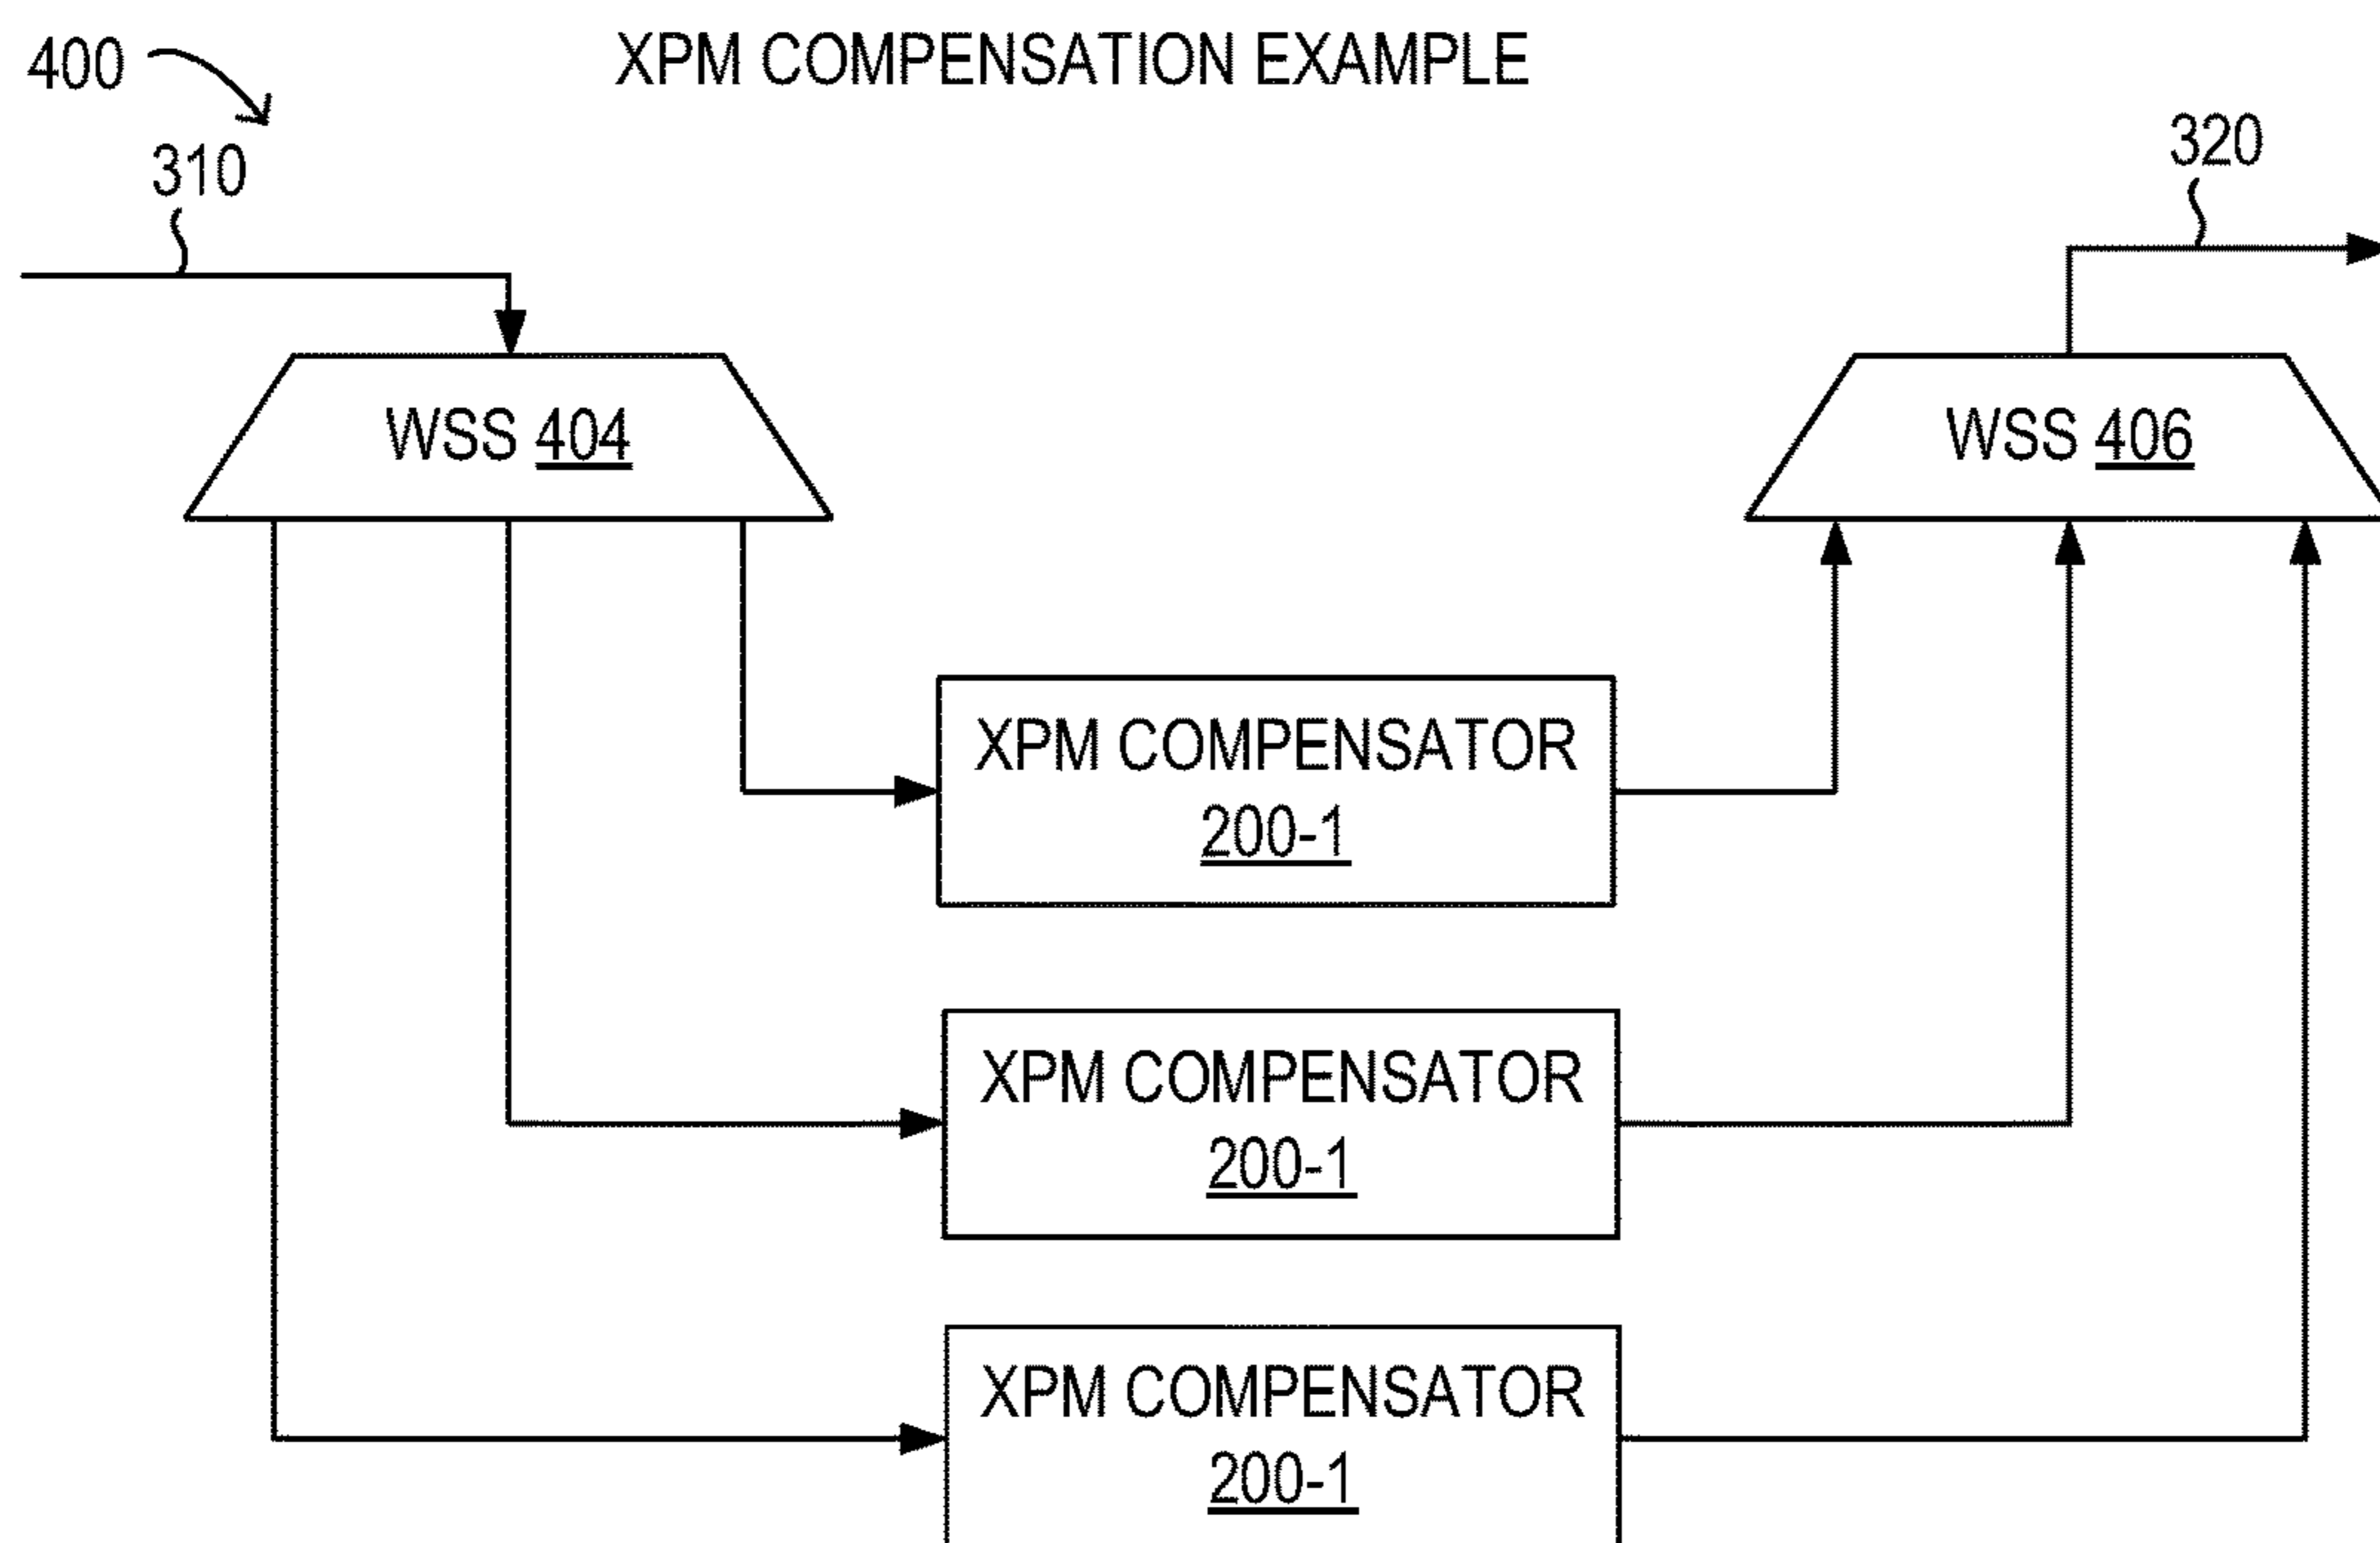 400
XPM COMPENSATION EXAMPLE
310
320
WSS 404
WSS 406
XPM COMPENSATOR
200-1
XPM COMPENSATOR
200-1
XPM COMPENSATOR
200-1